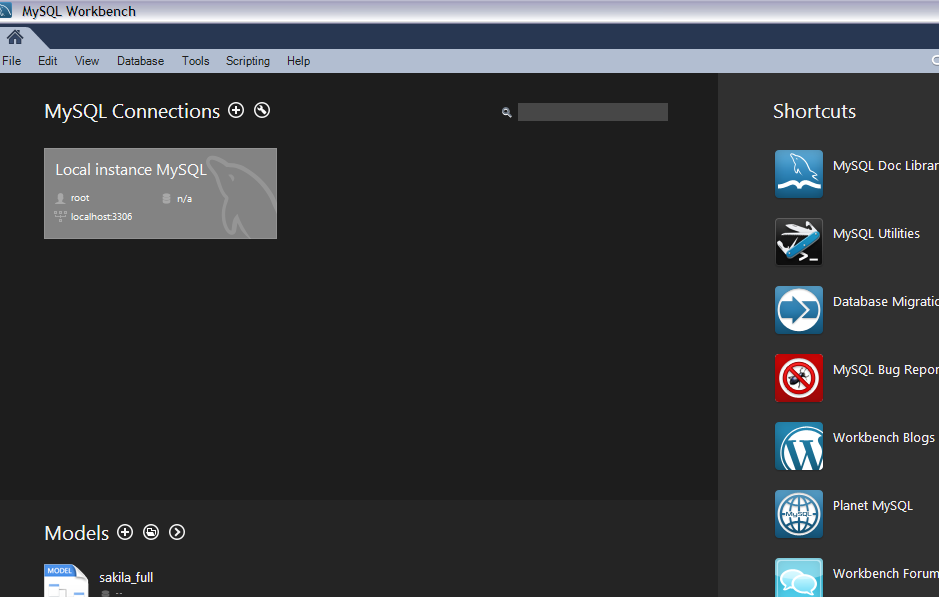 MySQL Workbench
File Edit View Database Tools Scripting Help
MySQL Connections
Local instance MySQL
root
n/a
localhost:3306
Models
MODEL
sakila_full
--
Shortcuts
MySQL Doc Librar
MySQL Utilities
Database Migratio
MySQL Bug Repor
Workbench Blogs
Planet MySQL
MySQL
Workbench Forum